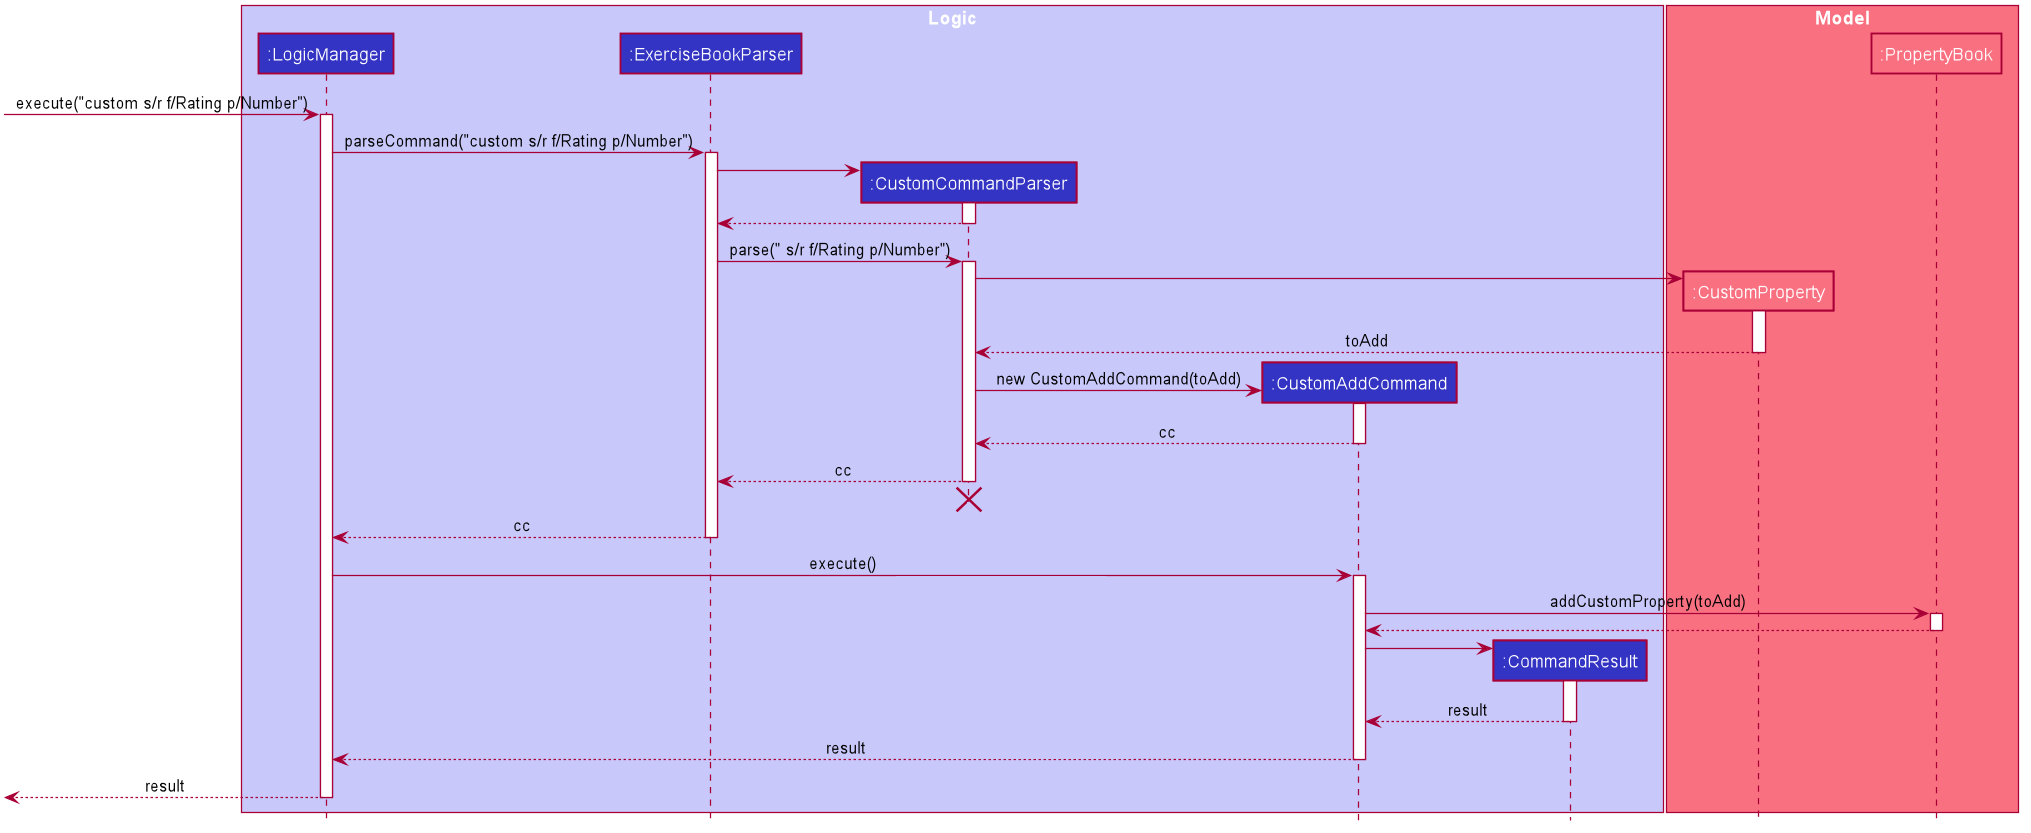 Logic
Model
:LogicManager
:ExerciseBookParser
:PropertyBook
execute("custom s/r f/Rating p/Number")
parseCommand("custom s/r f/Rating p/Number")
:CustomCommandParser
parse(" s/r f/Rating p/Number")
:CustomProperty
toAdd
new CustomAddCommand(toAdd)
:CustomAddCommand
cc
cc
cc
execute()
addCustomProperty(toAdd)
:CommandResult
result
result
result